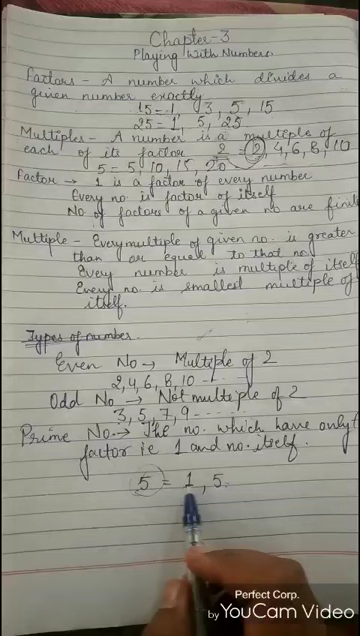 Chapter-3
Playing With Numbers
Factors - A number which divides a
given number exactly
15 = 1, 3, 5, 15
25 = 1, 5, 25
Multiples - A number is a multiple of
each of its factor 2 = 2, 4, 6, 8, 10
5 = 5, 10, 15, 20
Factor → 1 is a factor of every number
Every no. is factor of itself
No. of factors of a given no are finite
Multiple - Every multiple of given no. is greater
than or equal to that no.
Every number is multiple of itself
Every no. is smallest multiple of
itself.
Types of number.
Even No → Multiple of 2
2, 4, 6, 8, 10 ---
Odd No → Not multiple of 2
3, 5, 7, 9 - - - - -
Prime No. → The no. which have only
factor ie 1 and no. itself.
5 = 1, 5.
Perfect Corp.
by YouCam Video